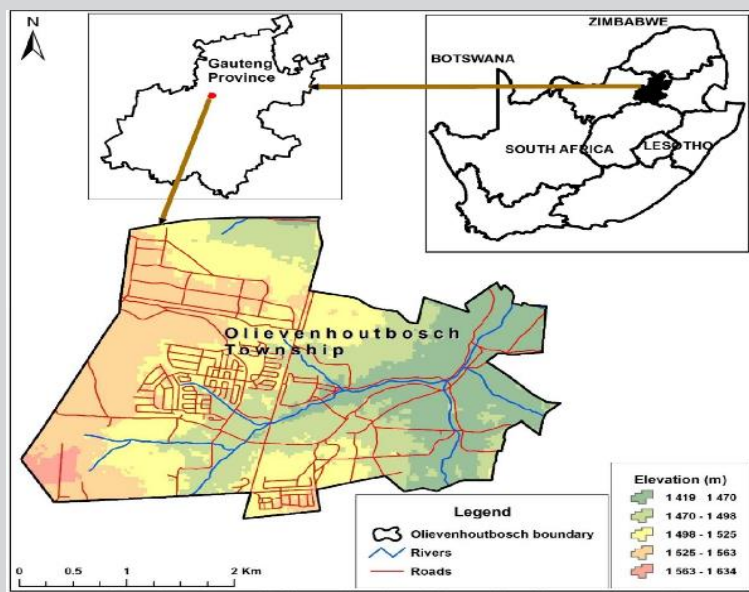 N
Gauteng
Province
ZIMBABWE
BOTSWANA
SOUTH AFRICA
LESOTHO
Olievenhoutbosch
Township
Legend
Olievenhoutbosch boundary
Rivers
Roads
Elevation (m)
1 419 1 470
1 470 - 1 498
1 498 - 1 525
1 525 - 1 563
1 563 - 1 634
0 0.5 1 2 Km